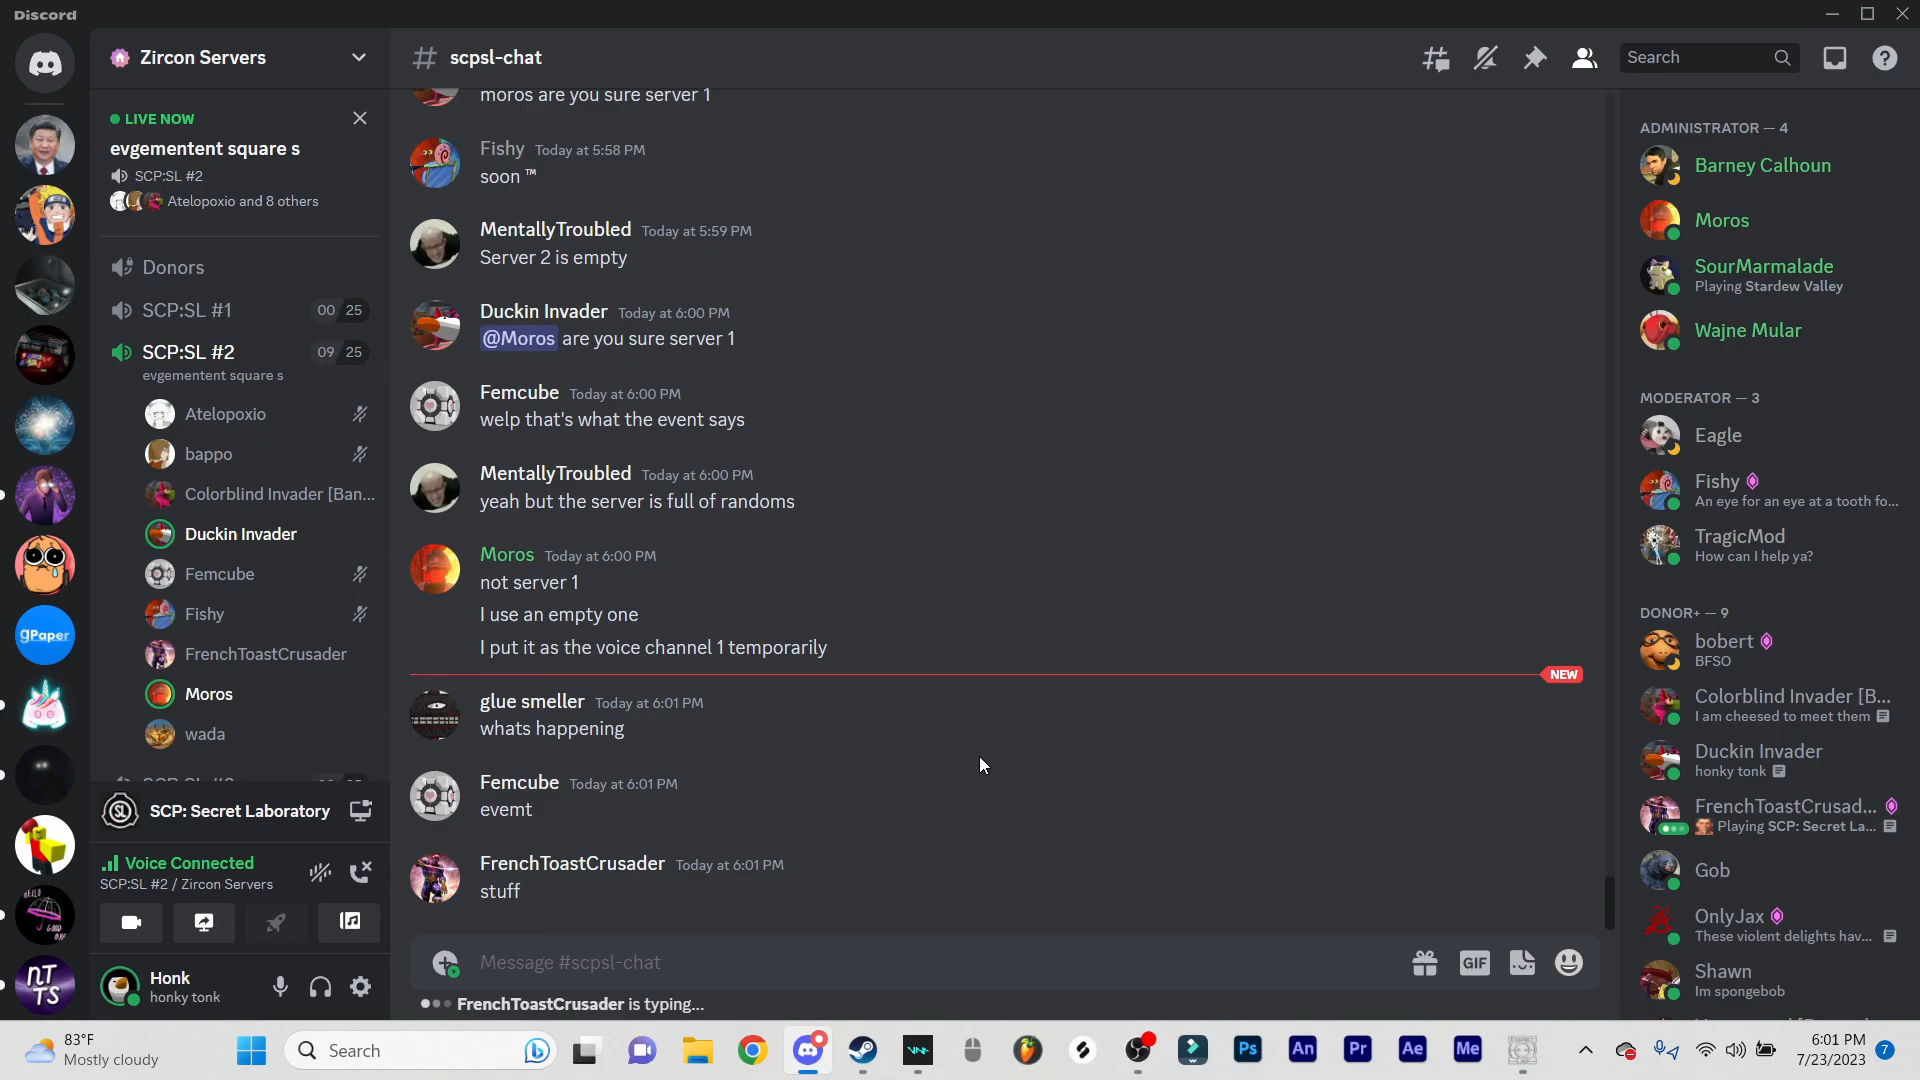 Discord
Zircon Servers
LIVE NOW
evgementent square s
SCP:SL #2
Atelopoxio and 8 others
Donors
SCP:SL #1
00 25
SCP:SL #2
09 25
evgementent square s
Atelopoxio
bappo
Colorblind Invader [Ban...
Duckin Invader
Femcube
Fishy
FrenchToastCrusader
Moros
wada
SCP: Secret Laboratory
Voice Connected
SCP:SL #2 / Zircon Servers
Honk
honky tonk
gPaper
scpsl-chat
Search
moros are you sure server 1
Fishy Today at 5:58 PM
soon ™
MentallyTroubled Today at 5:59 PM
Server 2 is empty
Duckin Invader Today at 6:00 PM
@Moros are you sure server 1
Femcube Today at 6:00 PM
welp that's what the event says
MentallyTroubled Today at 6:00 PM
yeah but the server is full of randoms
Moros Today at 6:00 PM
not server 1
I use an empty one
I put it as the voice channel 1 temporarily
NEW
glue smeller Today at 6:01 PM
whats happening
Femcube Today at 6:01 PM
evemt
FrenchToastCrusader Today at 6:01 PM
stuff
Message #scpsl-chat
GIF
FrenchToastCrusader is typing...
ADMINISTRATOR — 4
Barney Calhoun
Moros
SourMarmalade
Playing Stardew Valley
Wajne Mular
MODERATOR — 3
Eagle
Fishy
An eye for an eye at a tooth fo...
TragicMod
How can I help ya?
DONOR+ — 9
bobert
BFSO
Colorblind Invader [B...
I am cheesed to meet them
Duckin Invader
honky tonk
FrenchToastCrusad...
Playing SCP: Secret La...
Gob
OnlyJax
These violent delights hav...
Shawn
Im spongebob
83°F
Mostly cloudy
Search
Ps
An
Pr
Ae
Me
6:01 PM
7/23/2023
7